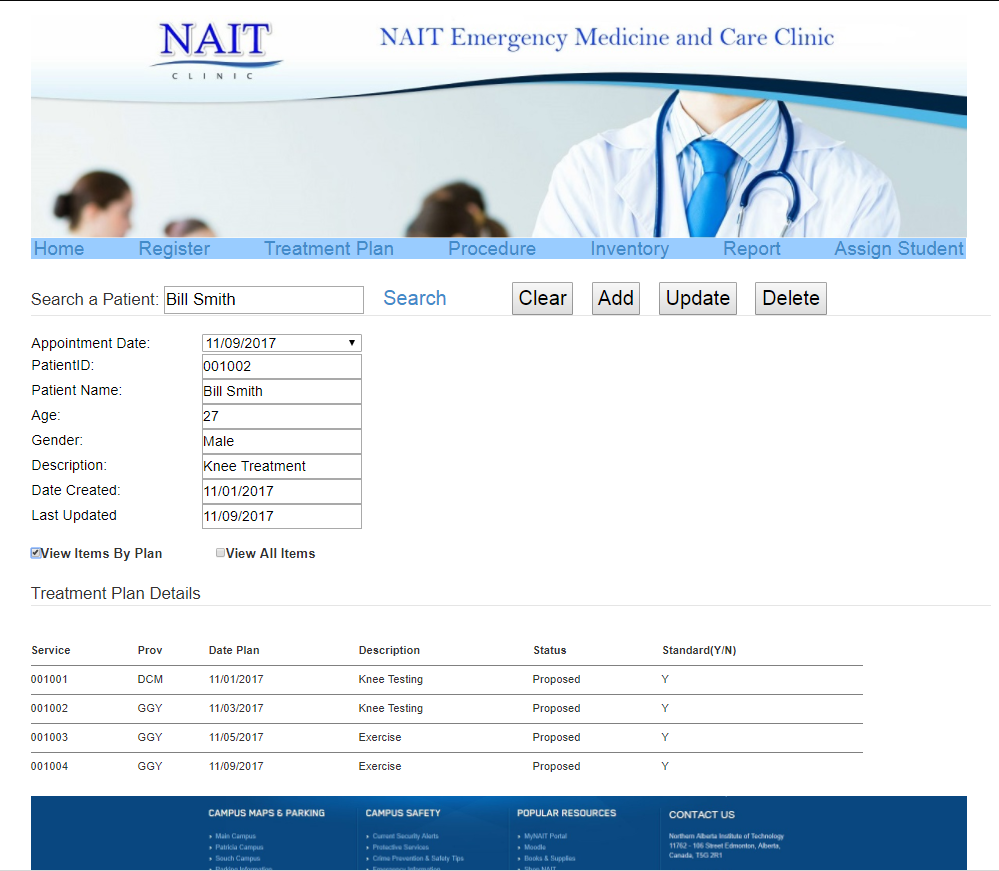 NAIT
CLINIC
NAIT Emergency Medicine and Care Clinic
Home Register Treatment Plan Procedure Inventory Report Assign Student
Search a Patient: Bill Smith Search Clear Add Update Delete
Appointment Date: 11/09/2017
PatientID: 001002
Patient Name: Bill Smith
Age: 27
Gender: Male
Description: Knee Treatment
Date Created: 11/01/2017
Last Updated 11/09/2017
View Items By Plan View All Items
Treatment Plan Details
Service Prov Date Plan Description Status Standard(Y/N)
001001 DCM 11/01/2017 Knee Testing Proposed Y
001002 GGY 11/03/2017 Knee Testing Proposed Y
001003 GGY 11/05/2017 Exercise Proposed Y
001004 GGY 11/09/2017 Exercise Proposed Y
CAMPUS MAPS & PARKING CAMPUS SAFETY POPULAR RESOURCES CONTACT US
Main Campus Current Security Alerts MyNAIT Portal Northern Alberta Institute of Technology
Patricia Campus Protective Services Moodle 11762 - 106 Street Edmonton, Alberta,
Souch Campus Crime Prevention & Safety Tips Books & Supplies Canada, T5G 2R1
Parking Information Emergency Information Shop NAIT